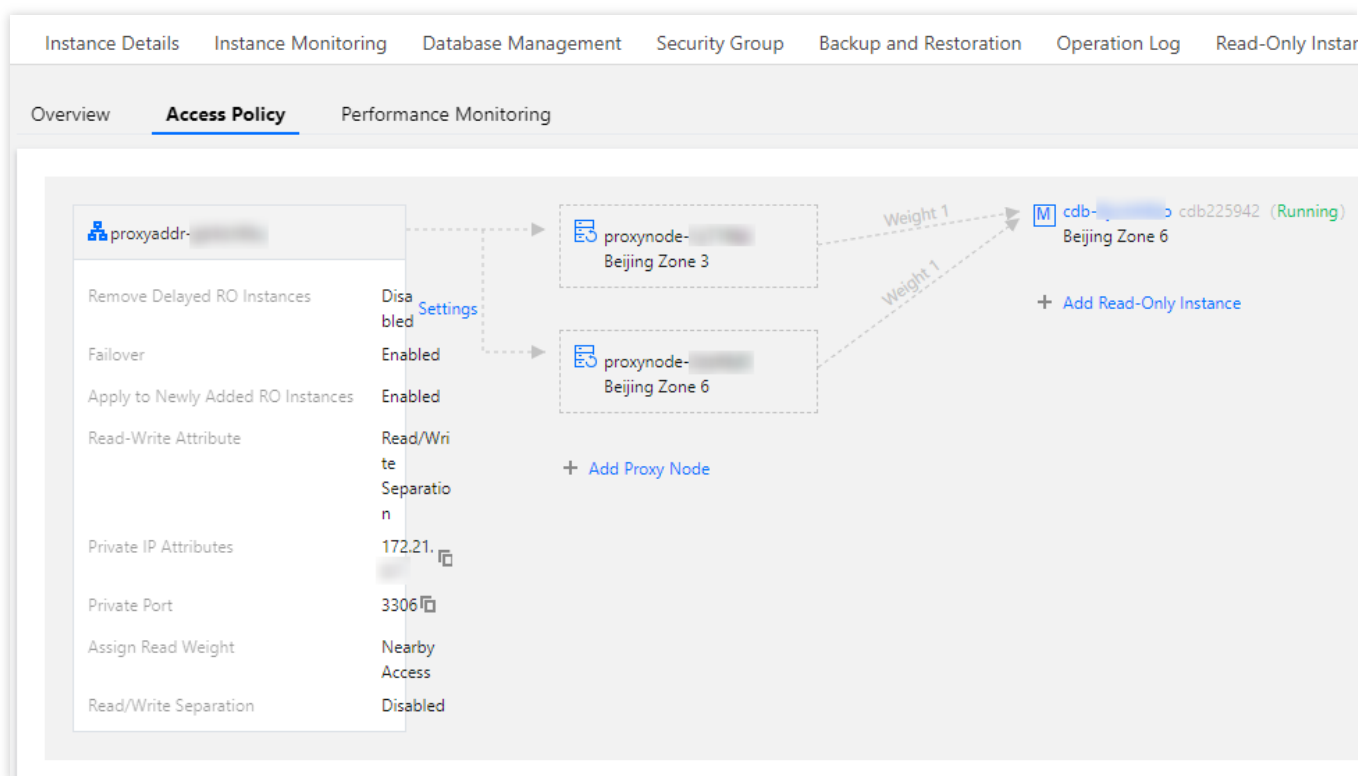 Instance Details Instance Monitoring Database Management Security Group Backup and Restoration Operation Log Read-Only Instan
Overview Access Policy Performance Monitoring
proxyaddr-
Remove Delayed RO Instances Disa
bled Settings
Failover Enabled
Apply to Newly Added RO Instances Enabled
Read-Write Attribute Read/Wri
te
Separatio
n
Private IP Attributes 172.21.
Private Port 3306
Assign Read Weight Nearby
Access
Read/Write Separation Disabled
proxynode-
Beijing Zone 3
proxynode-
Beijing Zone 6
+ Add Proxy Node
Weight 1
Weight 1
M cdb- o cdb225942 (Running)
Beijing Zone 6
+ Add Read-Only Instance